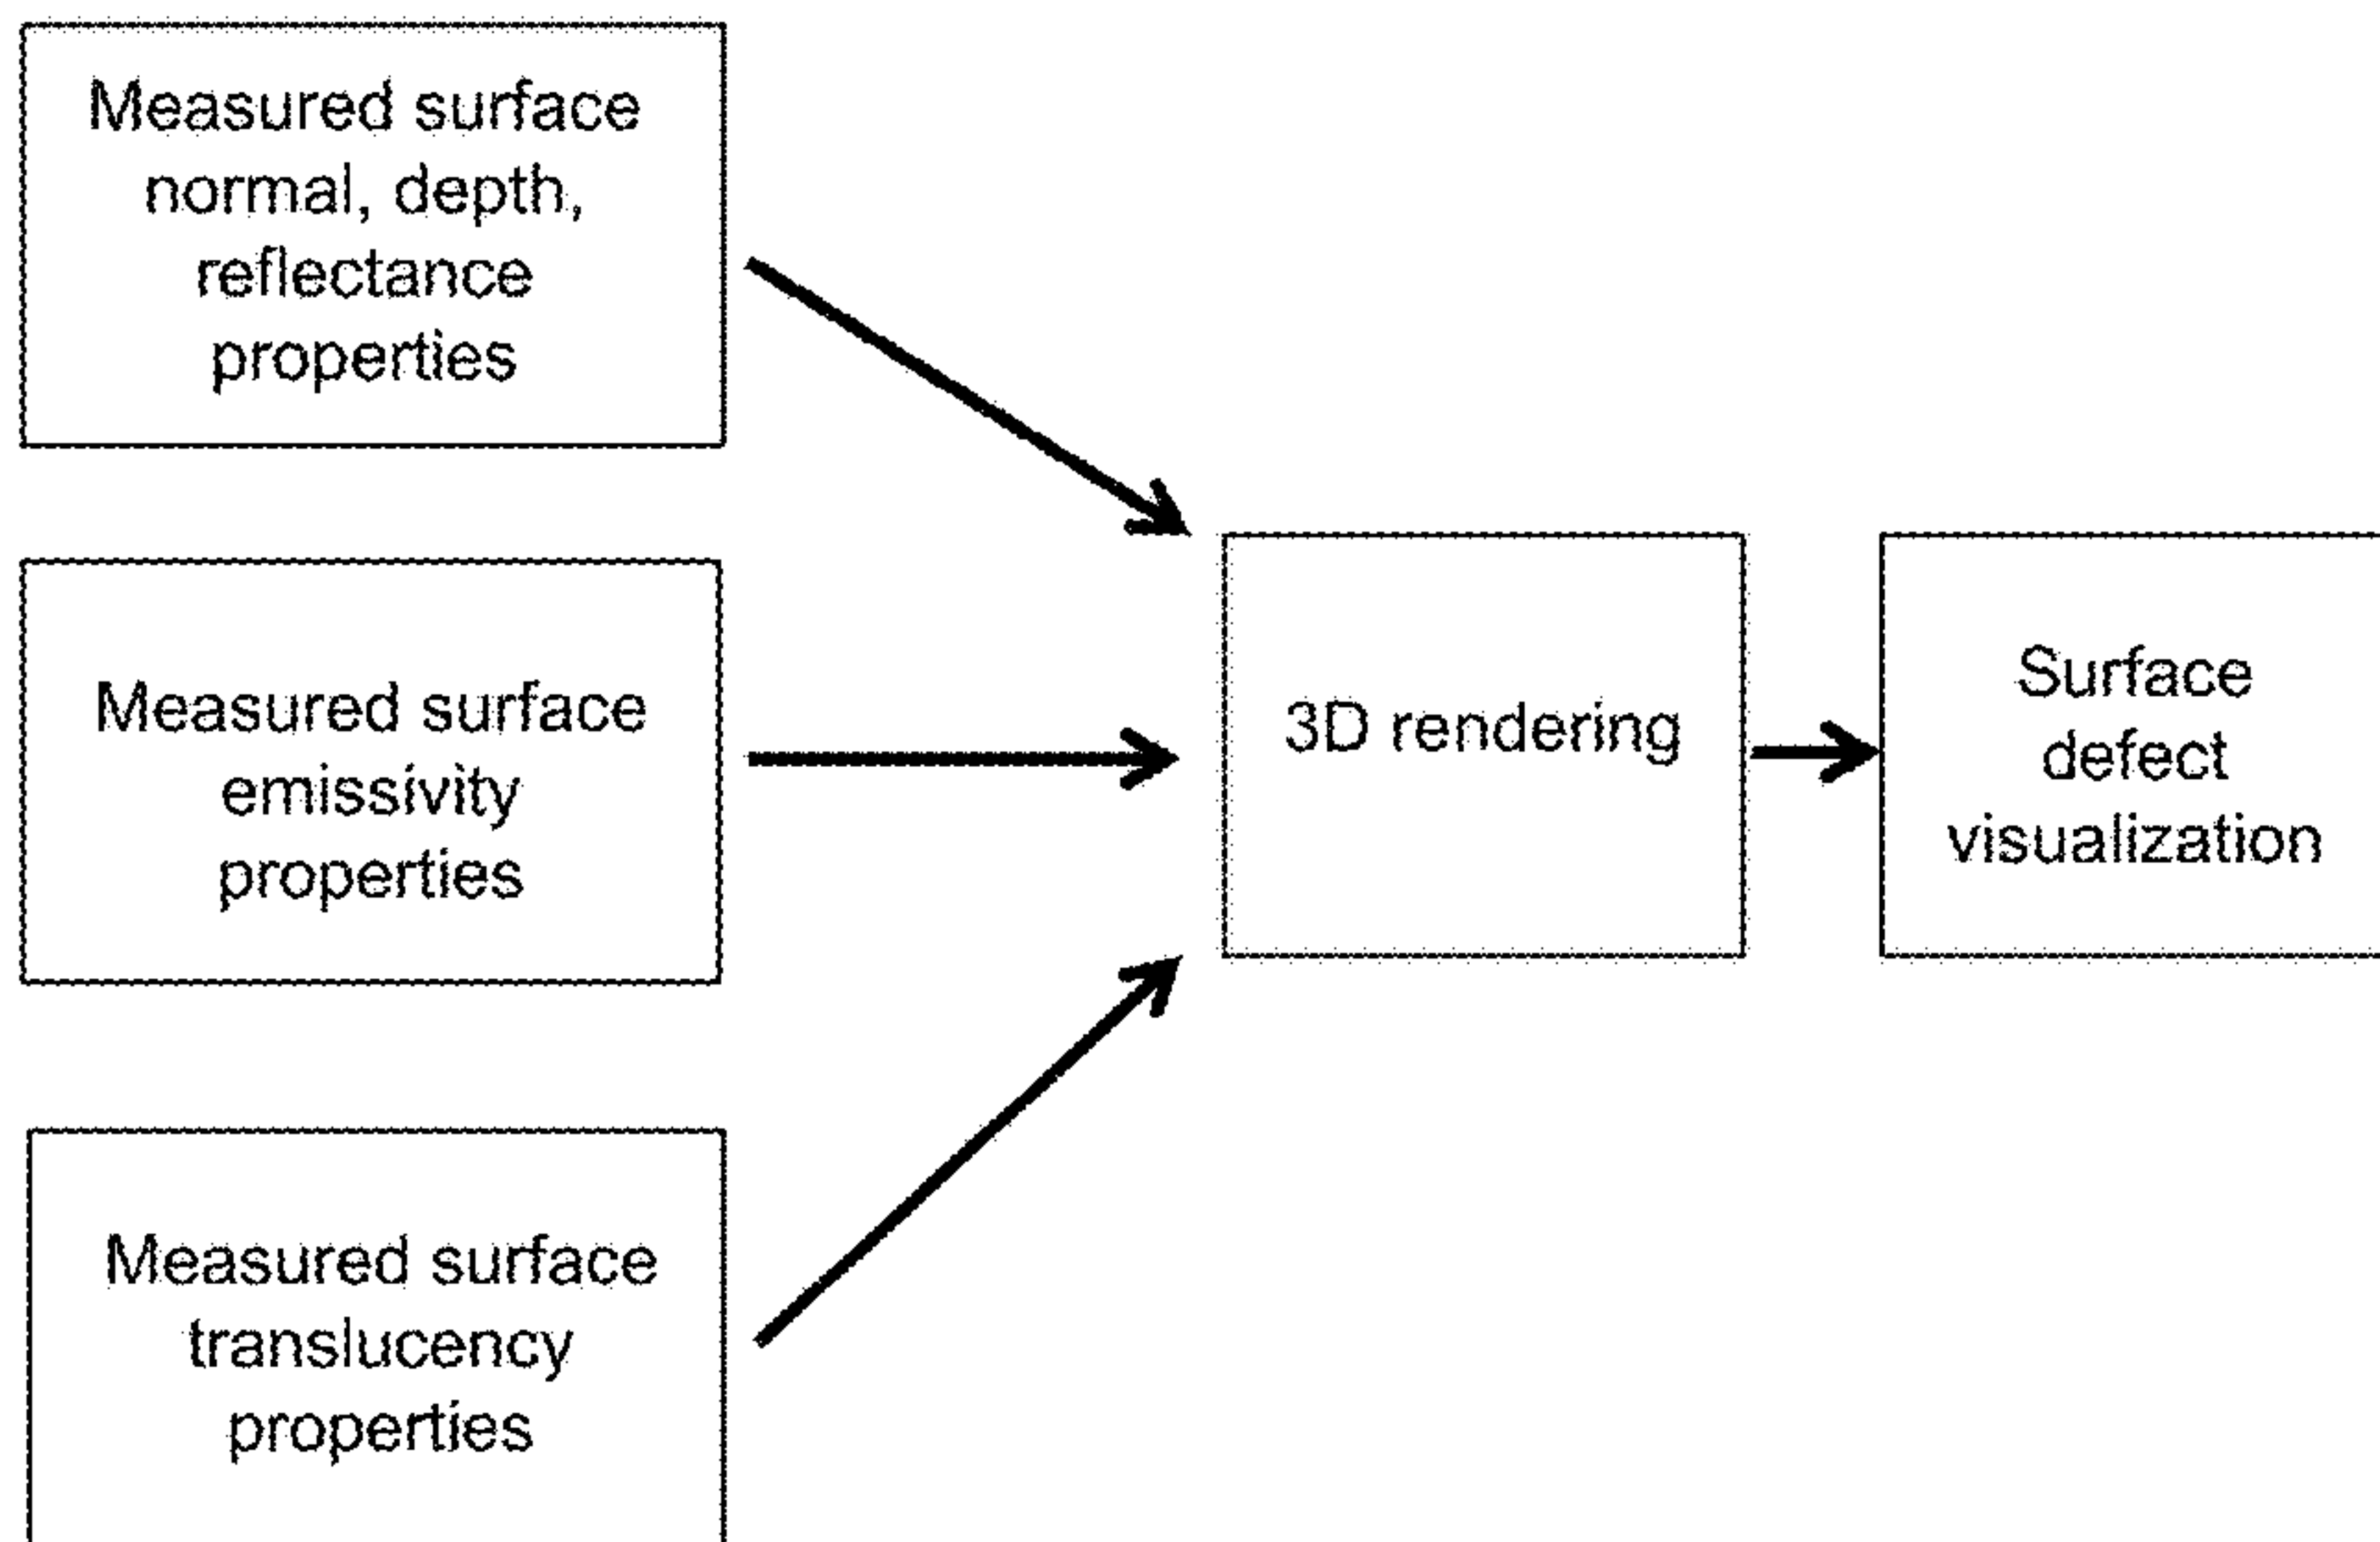 Measured surface
normal, depth,
reflectance
properties
Measured surface
emissivity
properties
Measured surface
translucency
properties
3D rendering
Surface
defect
visualization